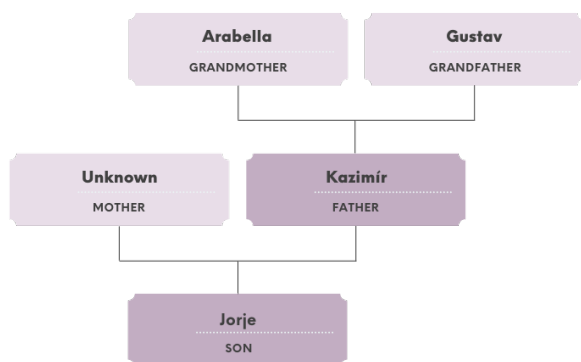 Arabella
GRANDMOTHER
Gustav
GRANDFATHER
Unknown
MOTHER
Kazimír
FATHER
Jorje
SON